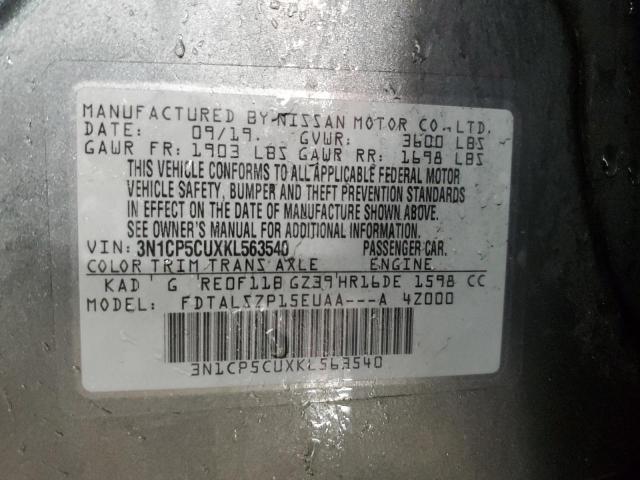 MANUFACTURED BY NISSAN MOTOR CO., LTD.
DATE: 09/19 GVWR: 3600 LBS
GAWR FR: 1903 LBS GAWR RR: 1698 LBS
THIS VEHICLE CONFORMS TO ALL APPLICABLE FEDERAL MOTOR
VEHICLE SAFETY, BUMPER AND THEFT PREVENTION STANDARDS
IN EFFECT ON THE DATE OF MANUFACTURE SHOWN ABOVE.
SEE OWNER'S MANUAL FOR ADDITIONAL INFORMATION.
VIN: 3N1CP5CUXKL563540 PASSENGER CAR.
COLOR TRIM TRANS AXLE ENGINE
KAD G RE0F11B GZ39 HR16DE 1598 CC
MODEL: FDTALSZP15EUAA---A 4Z000
3N1CP5CUXKL563540